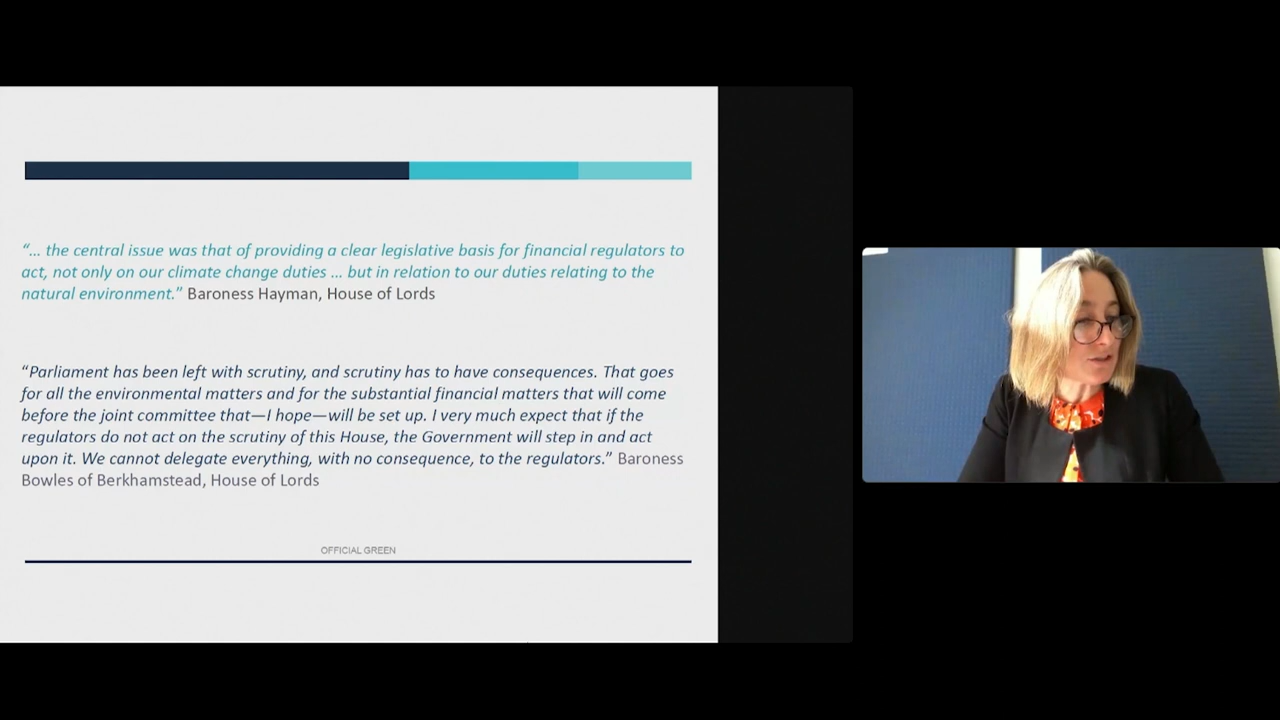 “... the central issue was that of providing a clear legislative basis for financial regulators to
act, not only on our climate change duties ... but in relation to our duties relating to the
natural environment.” Baroness Hayman, House of Lords
“Parliament has been left with scrutiny, and scrutiny has to have consequences. That goes
for all the environmental matters and for the substantial financial matters that will come
before the joint committee that—I hope—will be set up. I very much expect that if the
regulators do not act on the scrutiny of this House, the Government will step in and act
upon it. We cannot delegate everything, with no consequence, to the regulators.” Baroness
Bowles of Berkhamstead, House of Lords
OFFICIAL GREEN